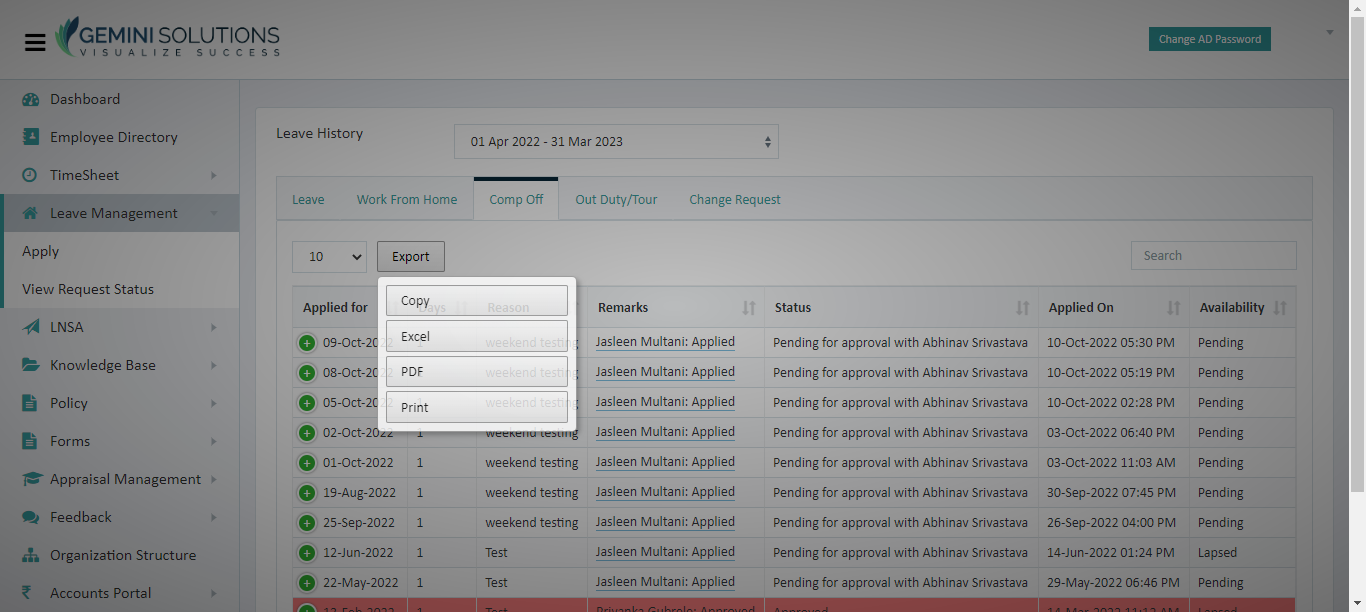 GEMINI SOLUTIONS
VISUALIZE SUCCESS
Change AD Password
Dashboard
Employee Directory
TimeSheet
Leave Management
Apply
View Request Status
LNSA
Knowledge Base
Policy
Forms
Appraisal Management
Feedback
Organization Structure
Accounts Portal
Leave History
01 Apr 2022 - 31 Mar 2023
Leave Work From Home Comp Off Out Duty/Tour Change Request
10 Export Search
Copy
Excel
PDF
Print
Applied for Days Reason Remarks Status Applied On Availability
09-Oct-2022 1 weekend testing Jasleen Multani: Applied Pending for approval with Abhinav Srivastava 10-Oct-2022 05:30 PM Pending
08-Oct-2022 weekend testing Jasleen Multani: Applied Pending for approval with Abhinav Srivastava 10-Oct-2022 05:19 PM Pending
05-Oct-2022 weekend testing Jasleen Multani: Applied Pending for approval with Abhinav Srivastava 10-Oct-2022 02:28 PM Pending
02-Oct-2022 1 weekend testing Jasleen Multani: Applied Pending for approval with Abhinav Srivastava 03-Oct-2022 06:40 PM Pending
01-Oct-2022 1 weekend testing Jasleen Multani: Applied Pending for approval with Abhinav Srivastava 03-Oct-2022 11:03 AM Pending
19-Aug-2022 1 weekend testing Jasleen Multani: Applied Pending for approval with Abhinav Srivastava 30-Sep-2022 07:45 PM Pending
25-Sep-2022 1 weekend testing Jasleen Multani: Applied Pending for approval with Abhinav Srivastava 26-Sep-2022 04:00 PM Pending
12-Jun-2022 1 Test Jasleen Multani: Applied Pending for approval with Abhinav Srivastava 14-Jun-2022 01:24 PM Lapsed
22-May-2022 1 Test Jasleen Multani: Applied Pending for approval with Abhinav Srivastava 29-May-2022 06:46 PM Pending
Test Approved Approved Lapsed